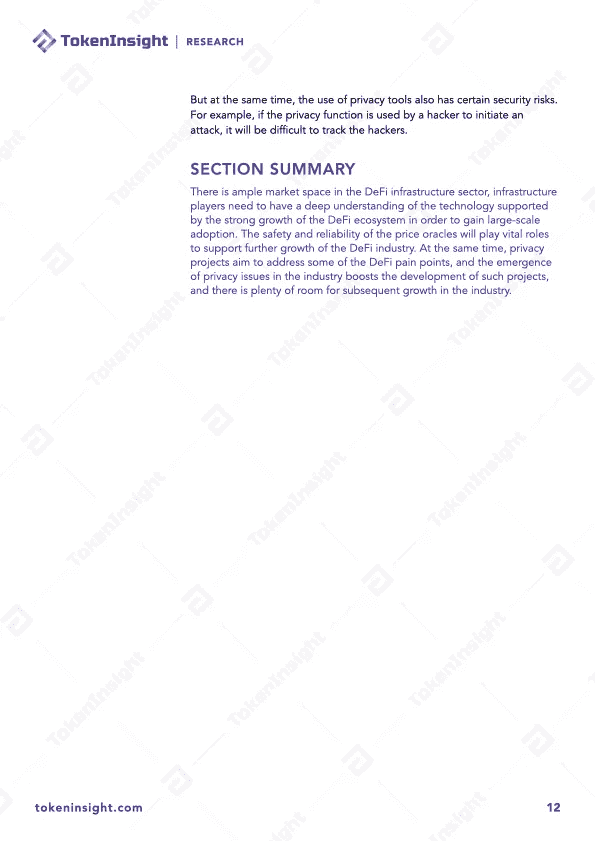 TokenInsight | RESEARCH
But at the same time, the use of privacy tools also has certain security risks.
For example, if the privacy function is used by a hacker to initiate an
attack, it will be difficult to track the hackers.
SECTION SUMMARY
There is ample market space in the DeFi infrastructure sector, infrastructure
players need to have a deep understanding of the technology supported
by the strong growth of the DeFi ecosystem in order to gain large-scale
adoption. The safety and reliability of the price oracles will play vital roles
to support further growth of the DeFi industry. At the same time, privacy
projects aim to address some of the DeFi pain points, and the emergence
of privacy issues in the industry boosts the development of such projects,
and there is plenty of room for subsequent growth in the industry.
tokeninsight.com
12